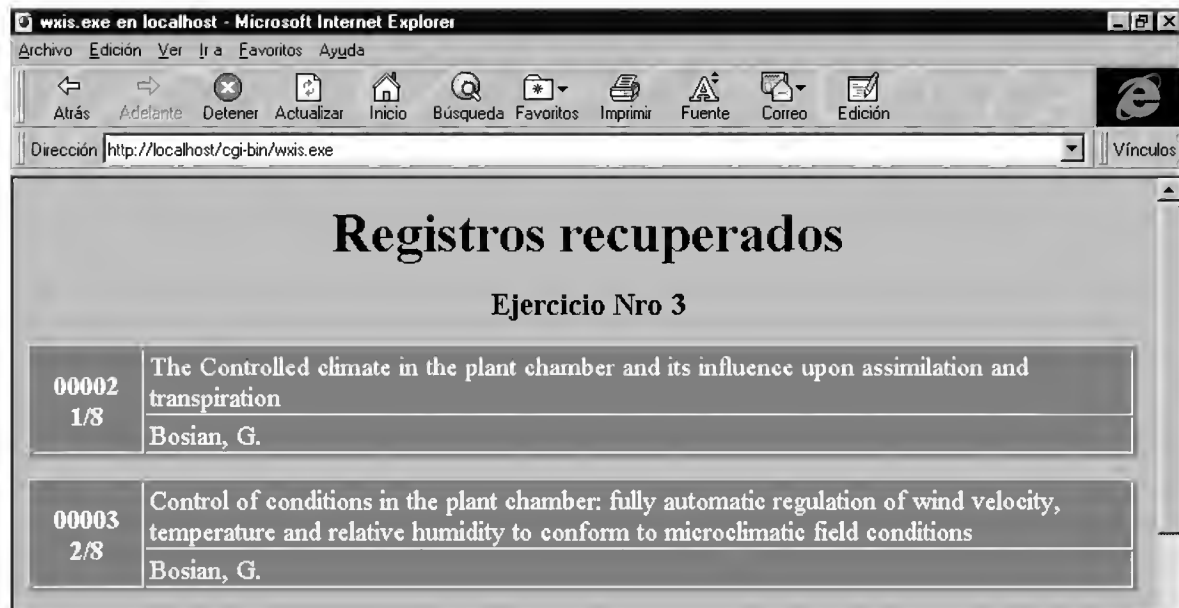 wxis.exe en localhost - Microsoft Internet Explorer
Archivo Edición Ver Ir a Favoritos Ayuda
Atrás Adelante Detener Actualizar Inicio Búsqueda Favoritos Imprimir Fuente Correo Edición
Dirección http://localhost/cgi-bin/wxis.exe Vínculos
Registros recuperados
Ejercicio Nro 3
00002
1/8
The Controlled climate in the plant chamber and its influence upon assimilation and
transpiration
Bosian, G.
00003
2/8
Control of conditions in the plant chamber: fully automatic regulation of wind velocity,
temperature and relative humidity to conform to microclimatic field conditions
Bosian, G.